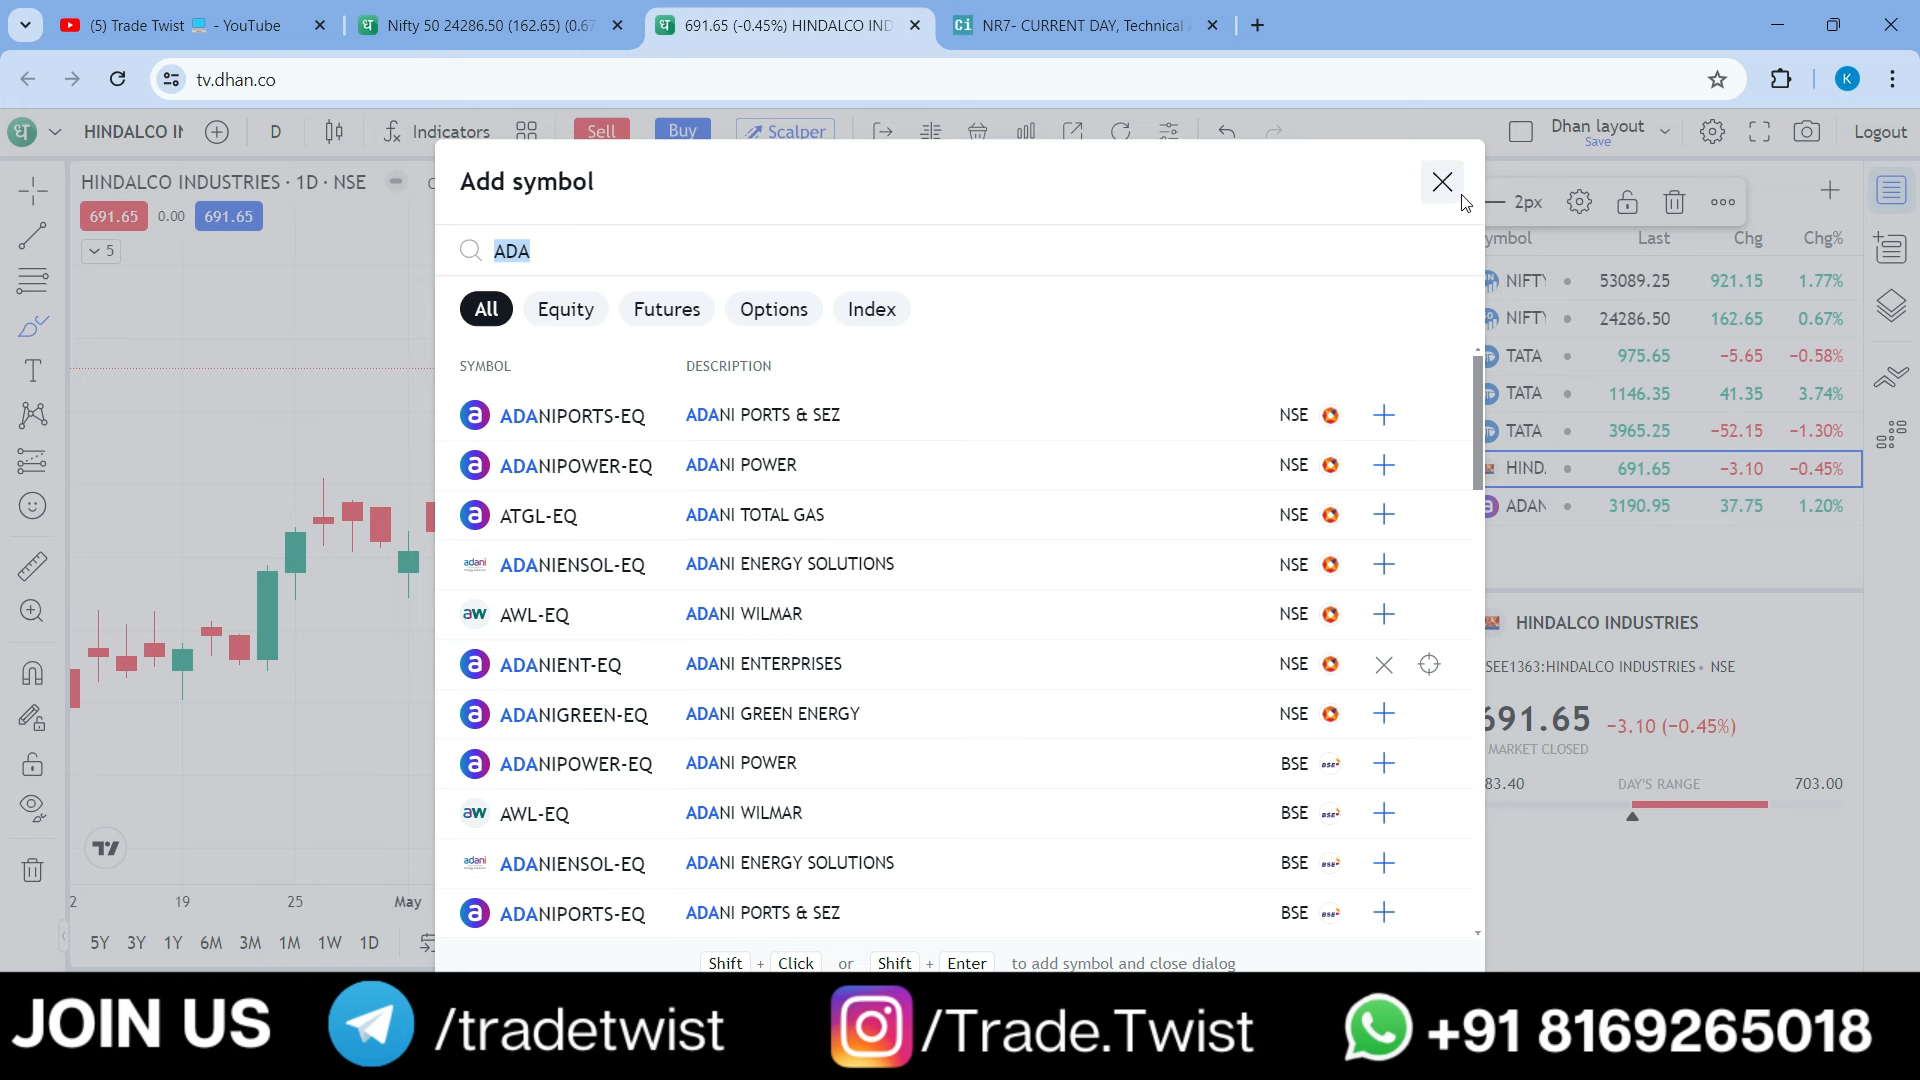 (5) Trade Twist - YouTube
Nifty 50 24286.50 (162.65) (0.67
691.65 (-0.45%) HINDALCO IND
Ci NR7- CURRENT DAY, Technical
tv.dhan.co
K
HINDALCO IN
D
Indicators
Sell
Buy
Scalper
Dhan layout
Save
Logout
HINDALCO INDUSTRIES · 1D · NSE
691.65 0.00 691.65
5
Add symbol
ADA
All Equity Futures Options Index
SYMBOL DESCRIPTION
ADANIPORTS-EQ ADANI PORTS & SEZ NSE
ADANIPOWER-EQ ADANI POWER NSE
ATGL-EQ ADANI TOTAL GAS NSE
ADANIENSOL-EQ ADANI ENERGY SOLUTIONS NSE
AWL-EQ ADANI WILMAR NSE
ADANIENT-EQ ADANI ENTERPRISES NSE
ADANIGREEN-EQ ADANI GREEN ENERGY NSE
ADANIPOWER-EQ ADANI POWER BSE
AWL-EQ ADANI WILMAR BSE
ADANIENSOL-EQ ADANI ENERGY SOLUTIONS BSE
ADANIPORTS-EQ ADANI PORTS & SEZ BSE
Shift + Click or Shift + Enter to add symbol and close dialog
2px
ymbol Last Chg Chg%
NIFTY 53089.25 921.15 1.77%
NIFTY 24286.50 162.65 0.67%
TATA 975.65 -5.65 -0.58%
TATA 1146.35 41.35 3.74%
TATA 3965.25 -52.15 -1.30%
HIND. 691.65 -3.10 -0.45%
ADAN 3190.95 37.75 1.20%
HINDALCO INDUSTRIES
SEE1363:HINDALCO INDUSTRIES • NSE
691.65 -3.10 (-0.45%)
MARKET CLOSED
83.40 DAY'S RANGE 703.00
2 19 25 May
5Y 3Y 1Y 6M 3M 1M 1W 1D
JOIN US /tradetwist /Trade.Twist +91 8169265018